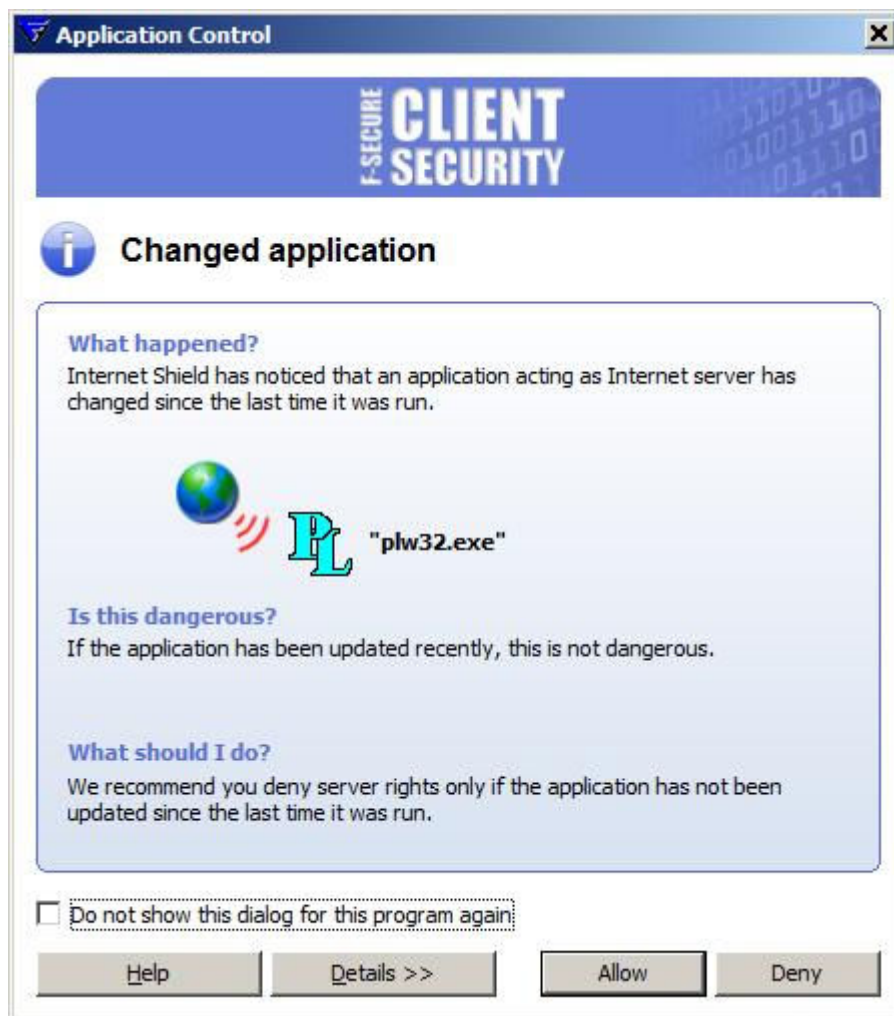 Application Control
F-SECURE
CLIENT
SECURITY
Changed application
What happened?
Internet Shield has noticed that an application acting as Internet server has
changed since the last time it was run.
PL "plw32.exe"
Is this dangerous?
If the application has been updated recently, this is not dangerous.
What should I do?
We recommend you deny server rights only if the application has not been
updated since the last time it was run.
Do not show this dialog for this program again
Help Details >> Allow Deny